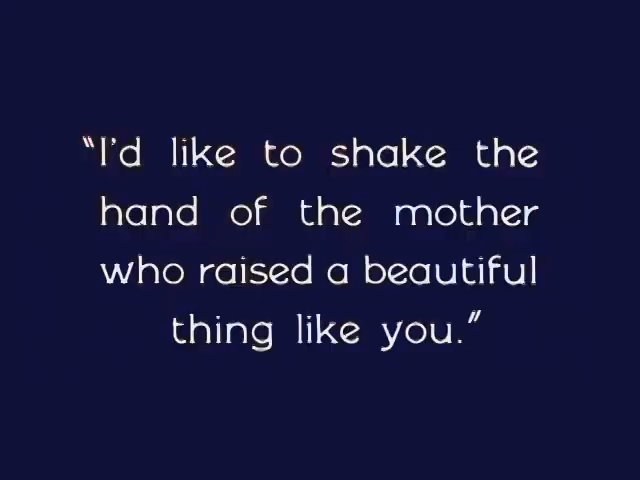 "I'd like to shake the
hand of the mother
who raised a beautiful
thing like you."